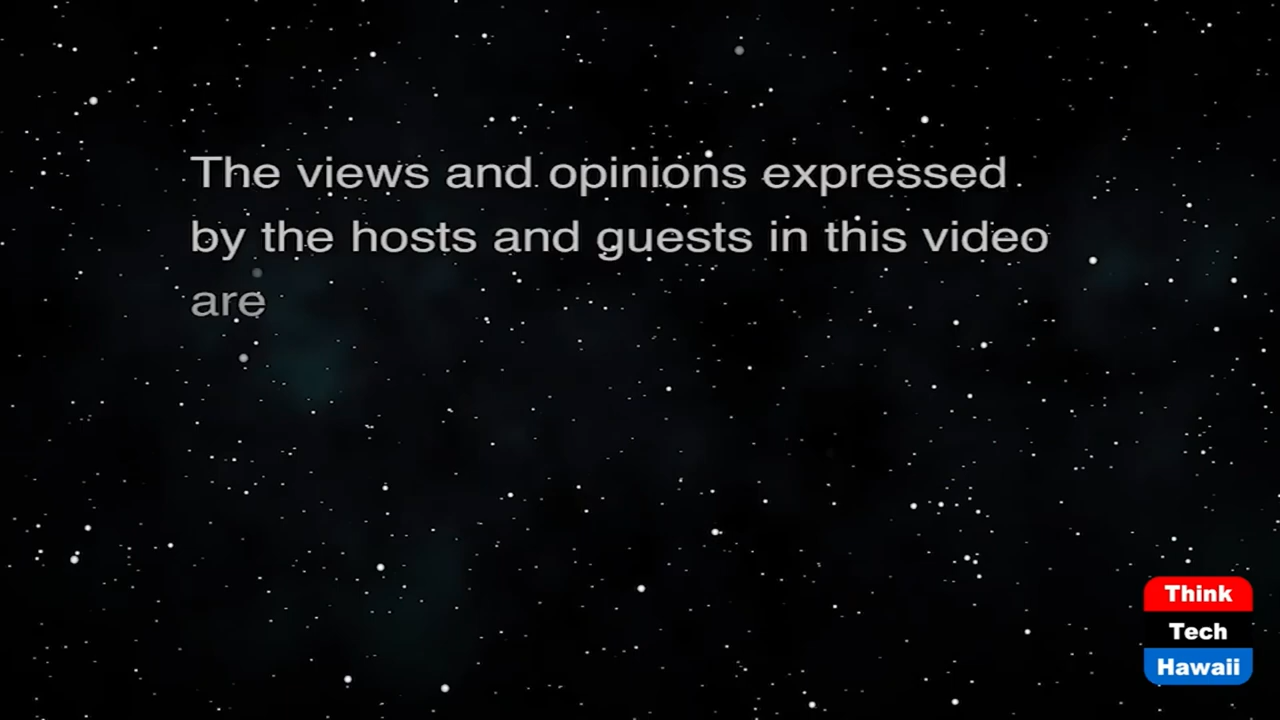 The views and opinions expressed
by the hosts and guests in this video
are
Think
Tech
Hawaii